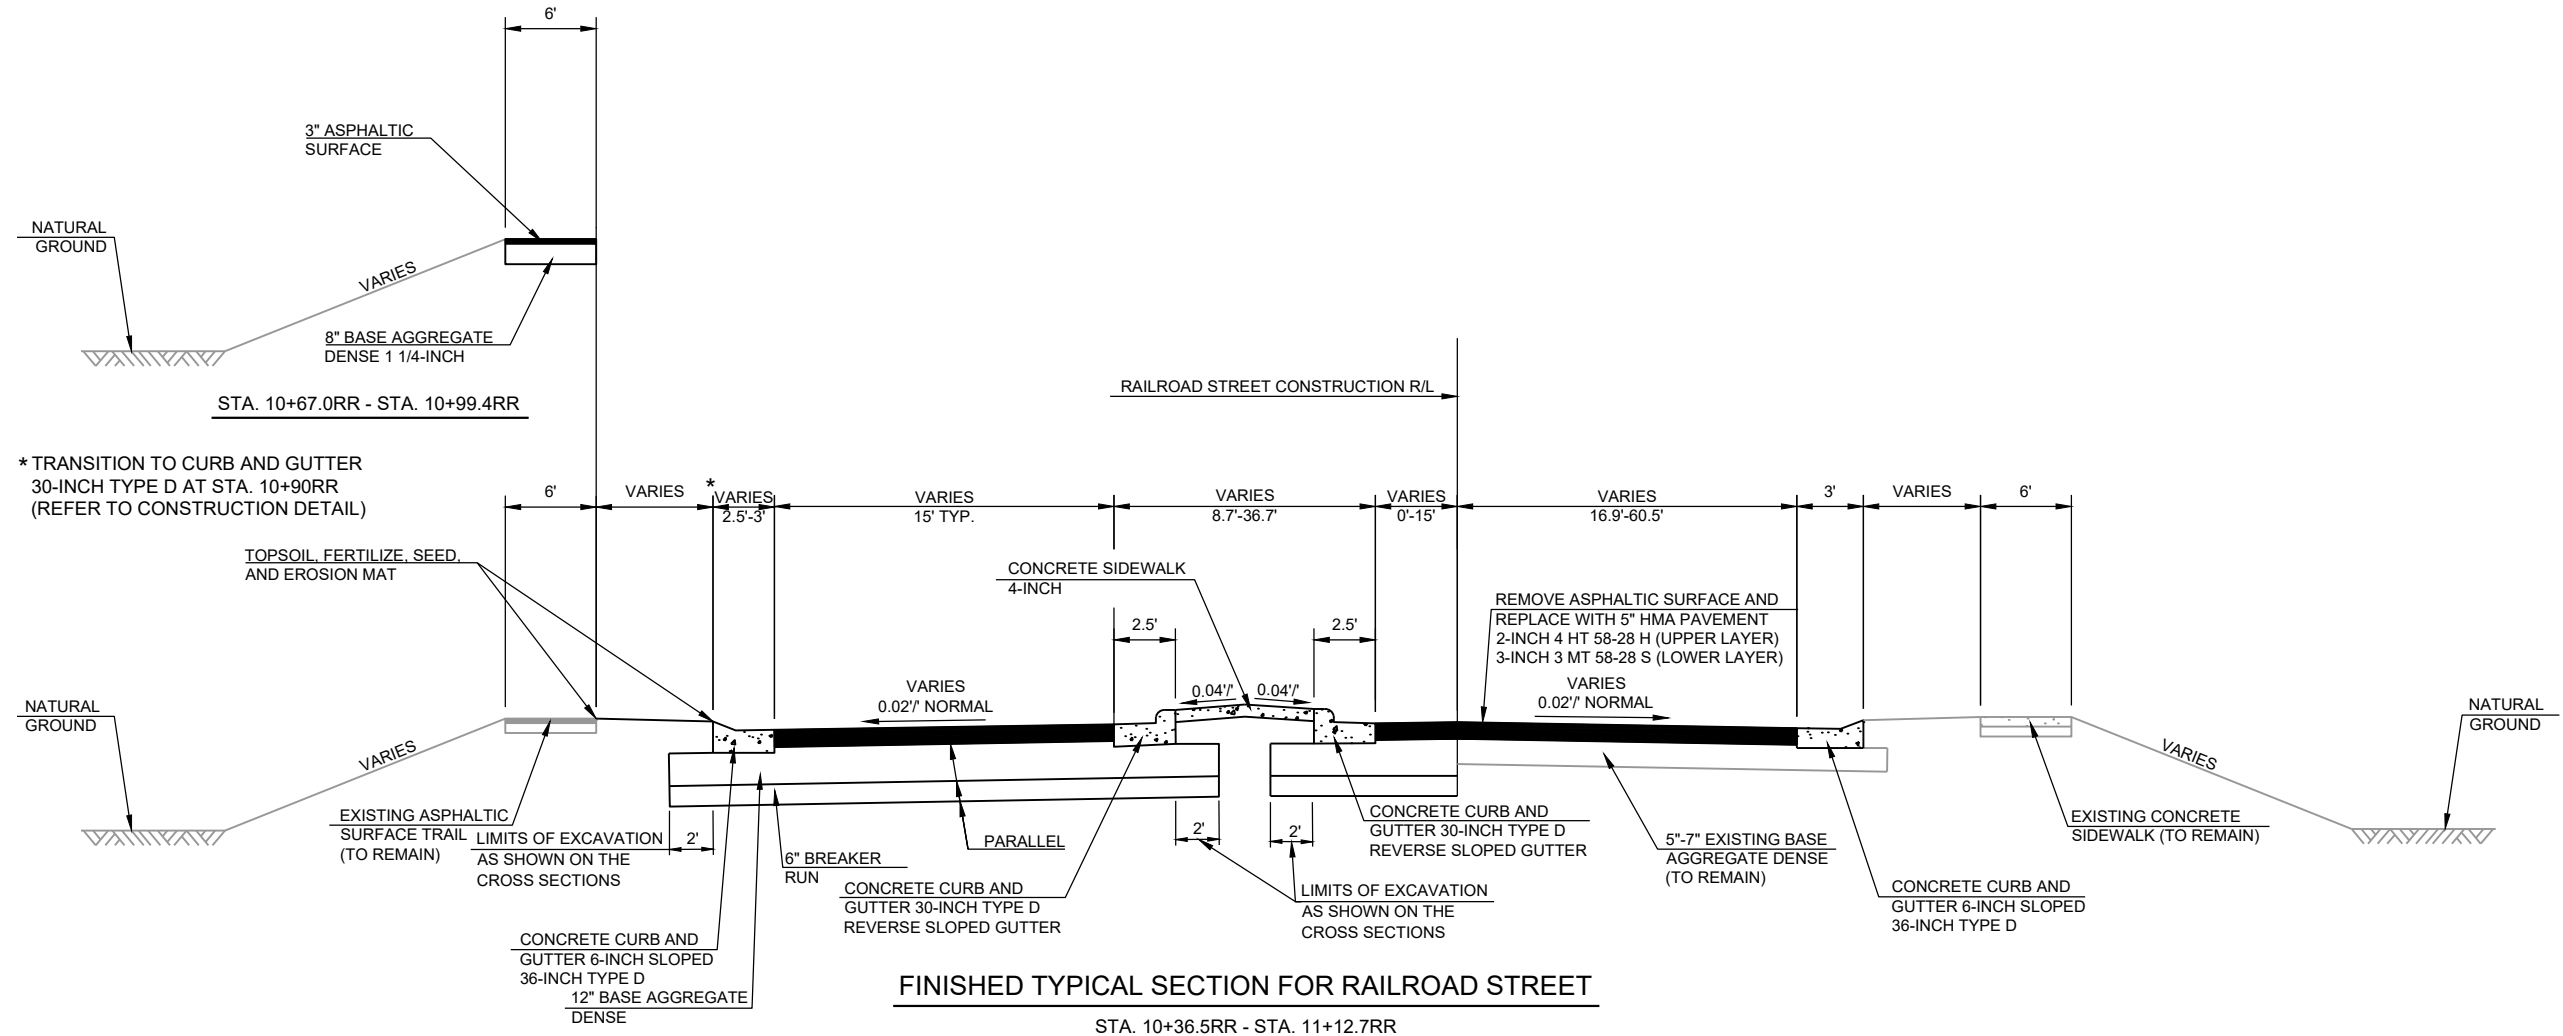 6'
3" ASPHALTIC
SURFACE
NATURAL
GROUND
VARIES
8" BASE AGGREGATE
DENSE 1 1/4-INCH
STA. 10+67.0RR - STA. 10+99.4RR
RAILROAD STREET CONSTRUCTION R/L
* TRANSITION TO CURB AND GUTTER
30-INCH TYPE D AT STA. 10+90RR
(REFER TO CONSTRUCTION DETAIL)
6'
VARIES
*
VARIES
2.5'-3'
VARIES
15' TYP.
VARIES
8.7'-36.7'
VARIES
0'-15'
VARIES
16.9'-60.5'
3'
VARIES
6'
TOPSOIL, FERTILIZE, SEED,
AND EROSION MAT
CONCRETE SIDEWALK
4-INCH
REMOVE ASPHALTIC SURFACE AND
REPLACE WITH 5" HMA PAVEMENT
2-INCH 4 HT 58-28 H (UPPER LAYER)
3-INCH 3 MT 58-28 S (LOWER LAYER)
2.5'
2.5'
VARIES
0.02'/' NORMAL
0.04'/'
0.04'/'
VARIES
0.02'/' NORMAL
NATURAL
GROUND
NATURAL
GROUND
VARIES
VARIES
EXISTING ASPHALTIC
SURFACE TRAIL
(TO REMAIN)
LIMITS OF EXCAVATION
AS SHOWN ON THE
CROSS SECTIONS
2'
6" BREAKER
RUN
PARALLEL
2'
2'
CONCRETE CURB AND
GUTTER 30-INCH TYPE D
REVERSE SLOPED GUTTER
5"-7" EXISTING BASE
AGGREGATE DENSE
(TO REMAIN)
EXISTING CONCRETE
SIDEWALK (TO REMAIN)
CONCRETE CURB AND
GUTTER 30-INCH TYPE D
REVERSE SLOPED GUTTER
LIMITS OF EXCAVATION
AS SHOWN ON THE
CROSS SECTIONS
CONCRETE CURB AND
GUTTER 6-INCH SLOPED
36-INCH TYPE D
CONCRETE CURB AND
GUTTER 6-INCH SLOPED
36-INCH TYPE D
12" BASE AGGREGATE
DENSE
FINISHED TYPICAL SECTION FOR RAILROAD STREET
STA. 10+36.5RR - STA. 11+12.7RR